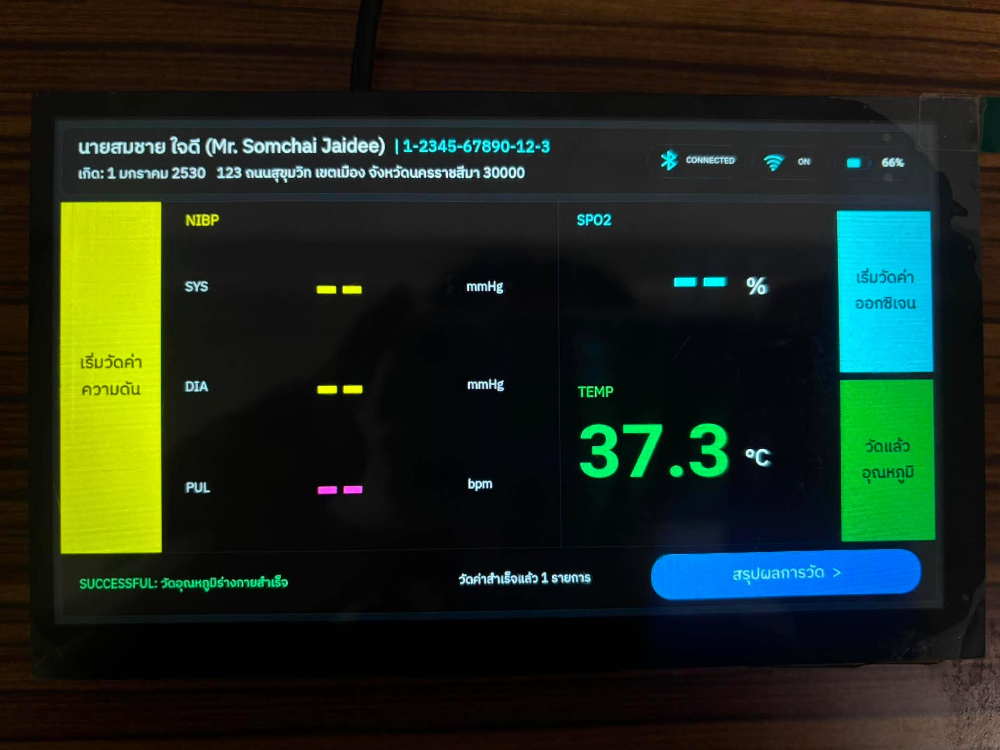 นายสมชาย ใจดี (Mr. Somchai Jaidee) | 1-2345-67890-12-3
เกิด: 1 มกราคม 2530 123 ถนนสุขุมวิท เขตเมือง จังหวัดนครราชสีมา 30000
CONNECTED
ON
66%
เริ่มวัดค่า
ความดัน
NIBP
SYS -- mmHg
DIA -- mmHg
PUL -- bpm
SPO2
-- %
เริ่มวัดค่า
ออกซิเจน
TEMP
37.3 °C
วัดแล้ว
อุณหภูมิ
SUCCESSFUL: วัดอุณหภูมิร่างกายสำเร็จ
วัดค่าสำเร็จแล้ว 1 รายการ
สรุปผลการวัด >